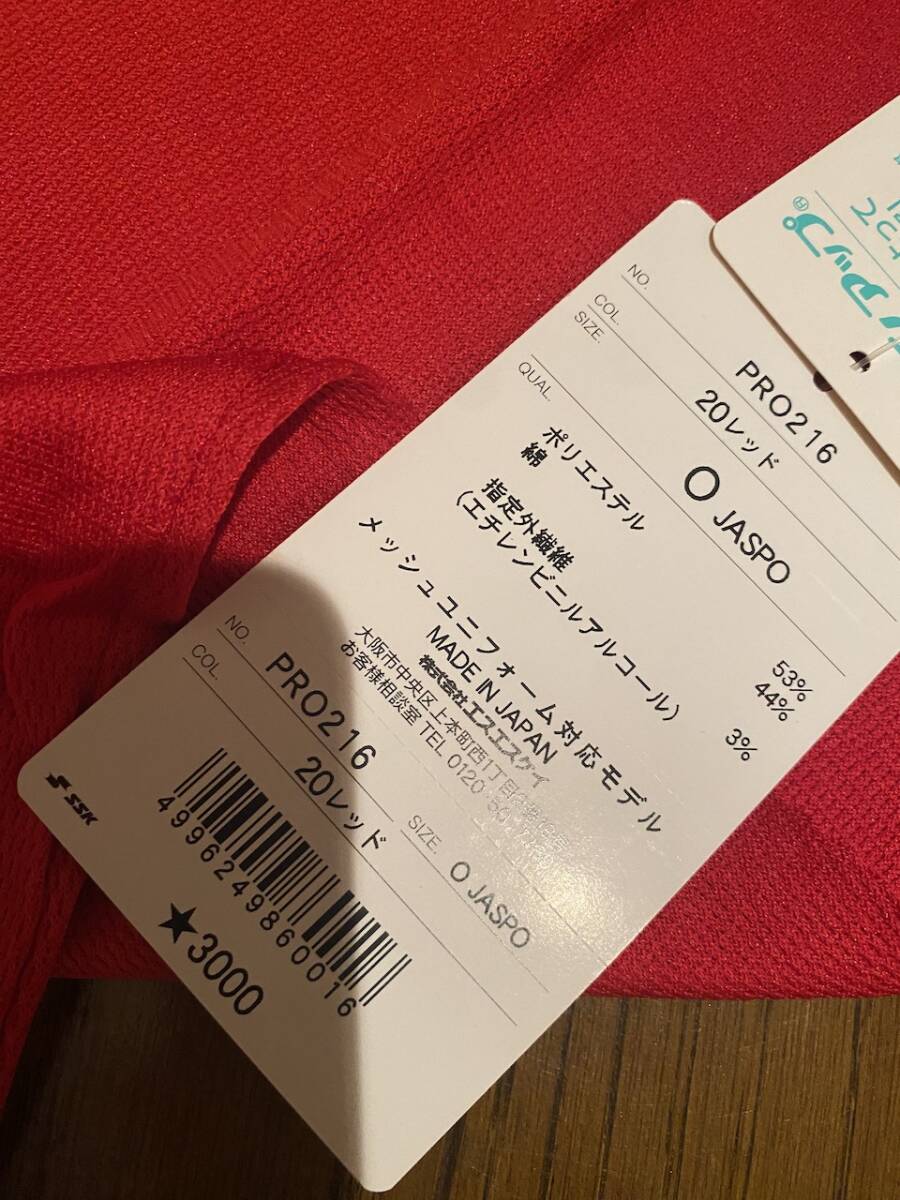 NO. PRO216
COL. 20レッド
SIZE. O JASPO
QUAL.
ポリエステル 53%
綿 44%
指定外繊維
(エチレンビニルアルコール) 3%
メッシュユニフォーム対応モデル
MADE IN JAPAN
株式会社エスエスケイ
大阪市中央区上本町西1丁目
お客様相談室 TEL 0120
NO. PRO216
COL. 20レッド
SIZE. O JASPO
4996249860016
SSK
★3000
アップ®